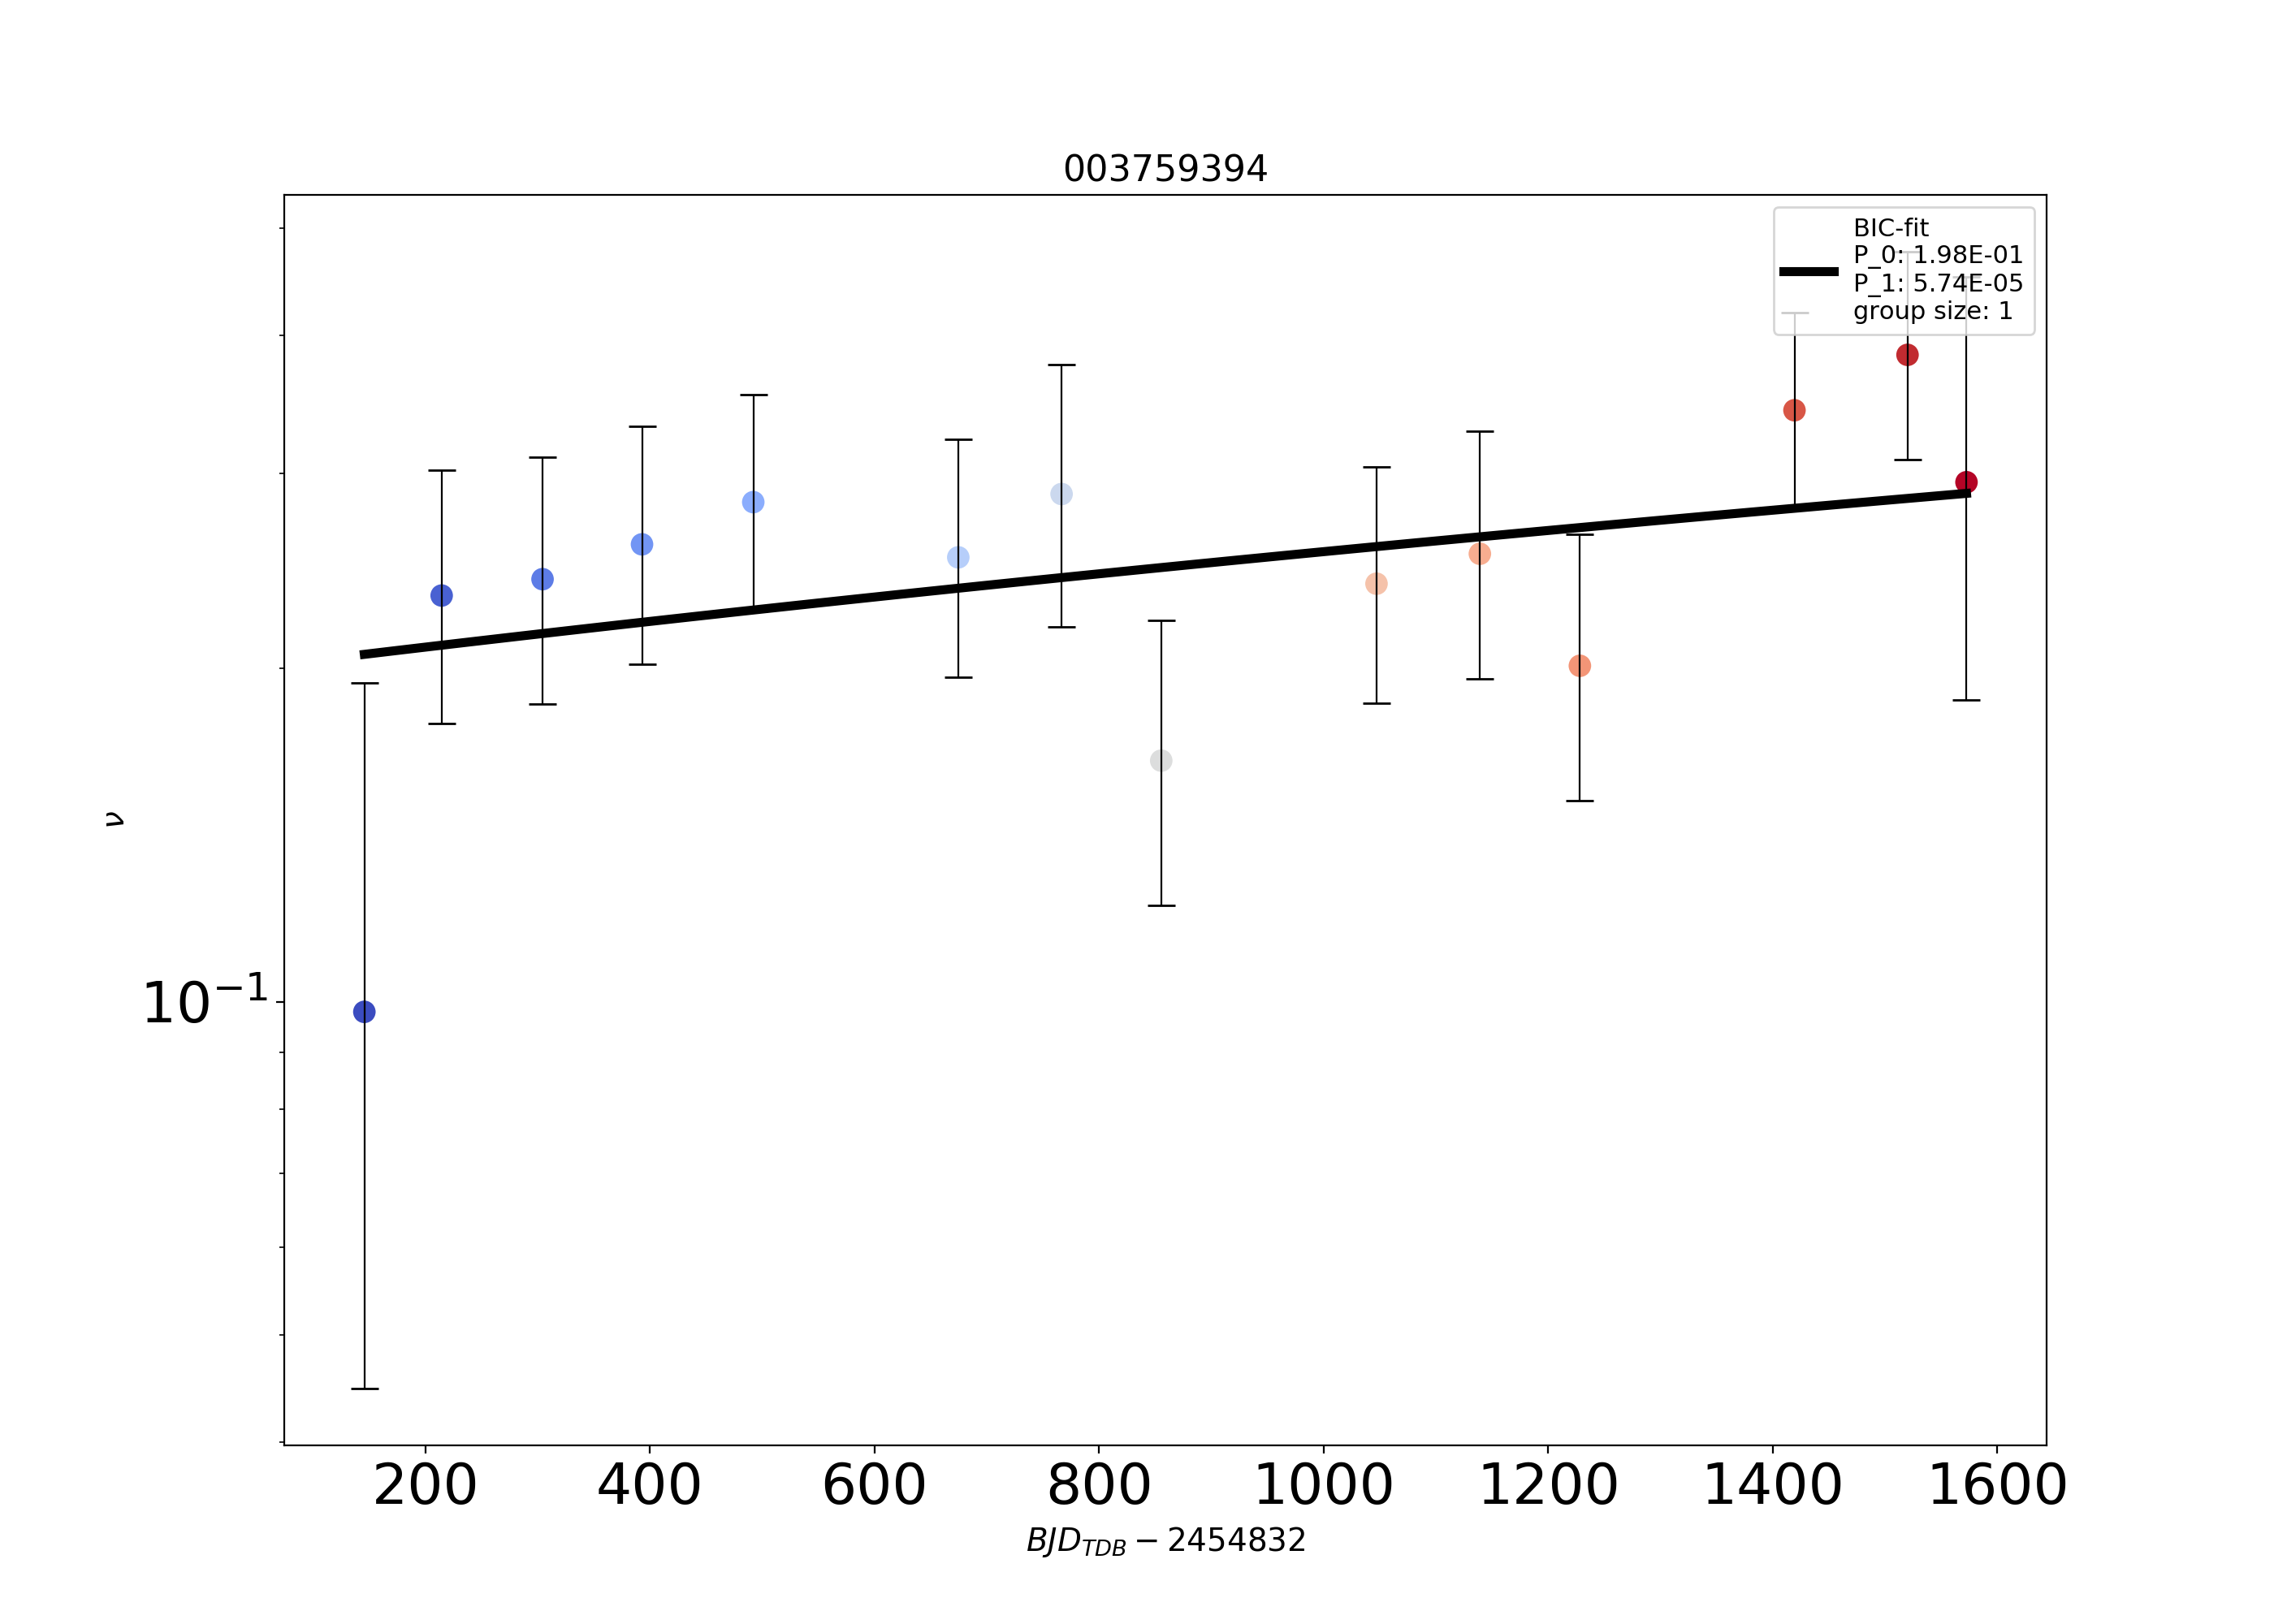 003759394
BIC-fit
P_0: 1.98E-01
P_1: 5.74E-05
group size: 1
ν
10⁻¹
200 400 600 800 1000 1200 1400 1600
BJD_TDB − 2454832